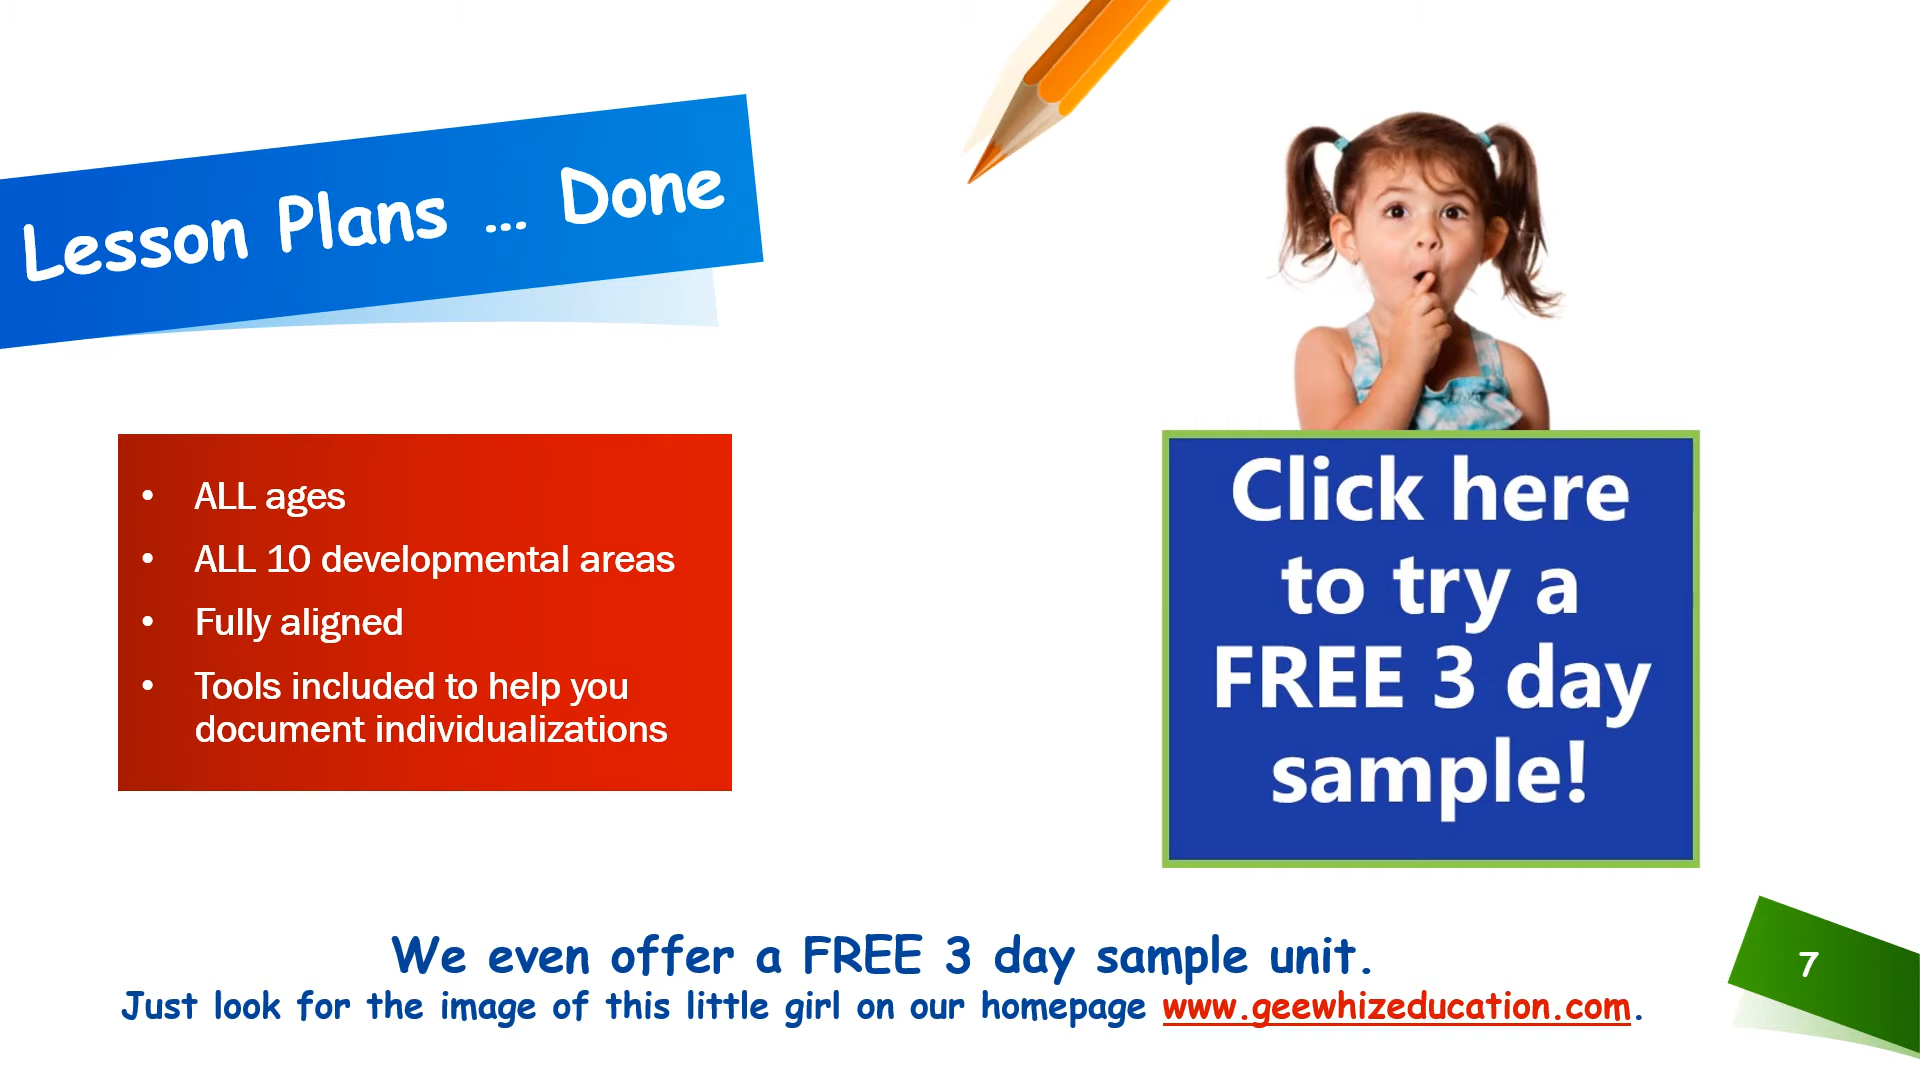 Lesson Plans ... Done
• ALL ages
• ALL 10 developmental areas
• Fully aligned
• Tools included to help you
document individualizations
Click here
to try a
FREE 3 day
sample!
We even offer a FREE 3 day sample unit.
Just look for the image of this little girl on our homepage www.geewhizeducation.com.
7